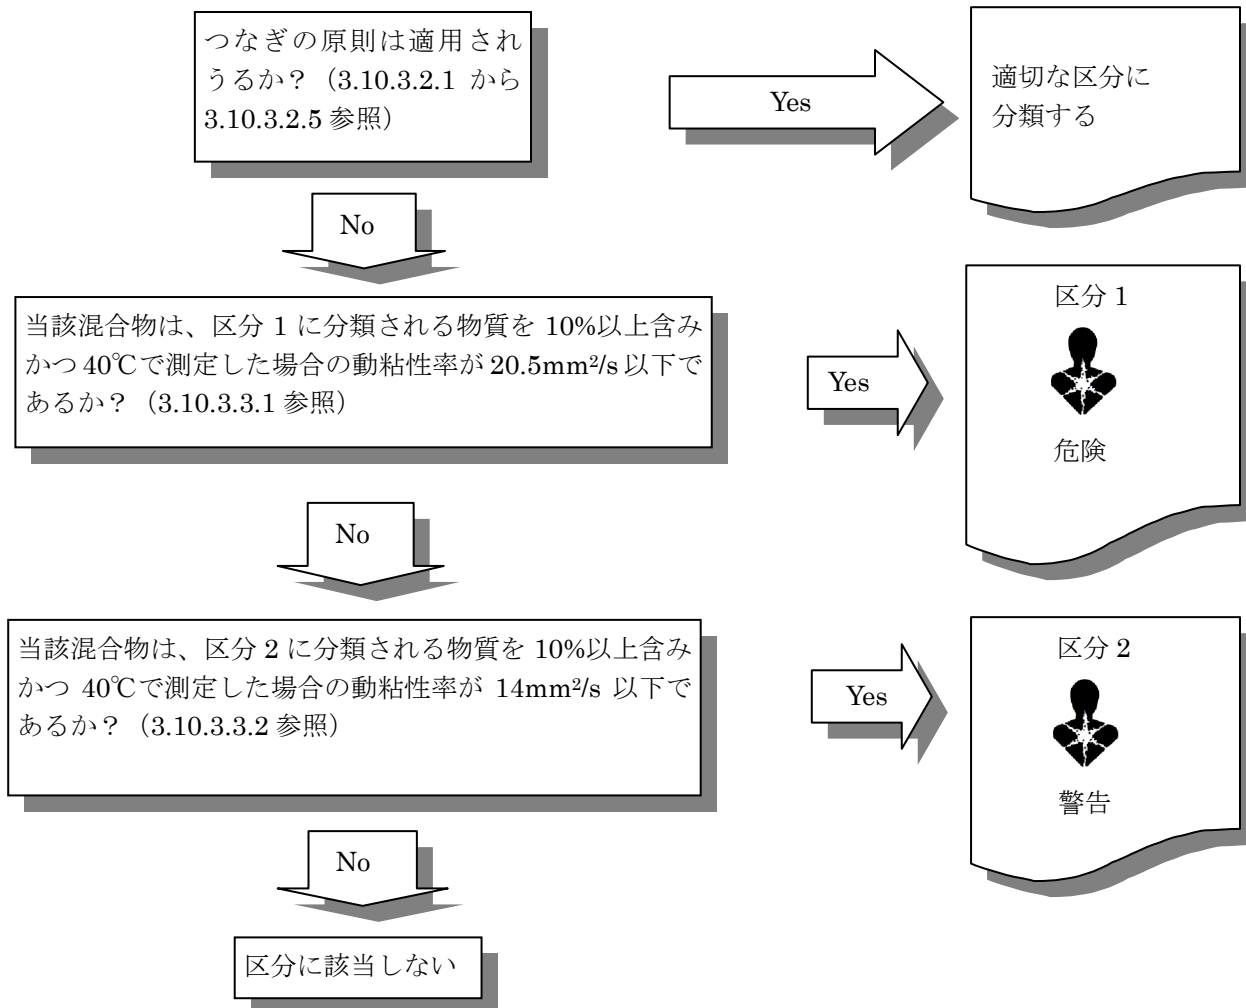 つなぎの原則は適用され
うるか？（3.10.3.2.1 から
3.10.3.2.5 参照）
Yes
適切な区分に
分類する
No
当該混合物は、区分 1 に分類される物質を 10%以上含み
かつ 40℃で測定した場合の動粘性率が 20.5mm²/s 以下で
あるか？（3.10.3.3.1 参照）
Yes
区分 1
危険
No
当該混合物は、区分 2 に分類される物質を 10%以上含み
かつ 40℃で測定した場合の動粘性率が 14mm²/s 以下で
あるか？（3.10.3.3.2 参照）
Yes
区分 2
警告
No
区分に該当しない